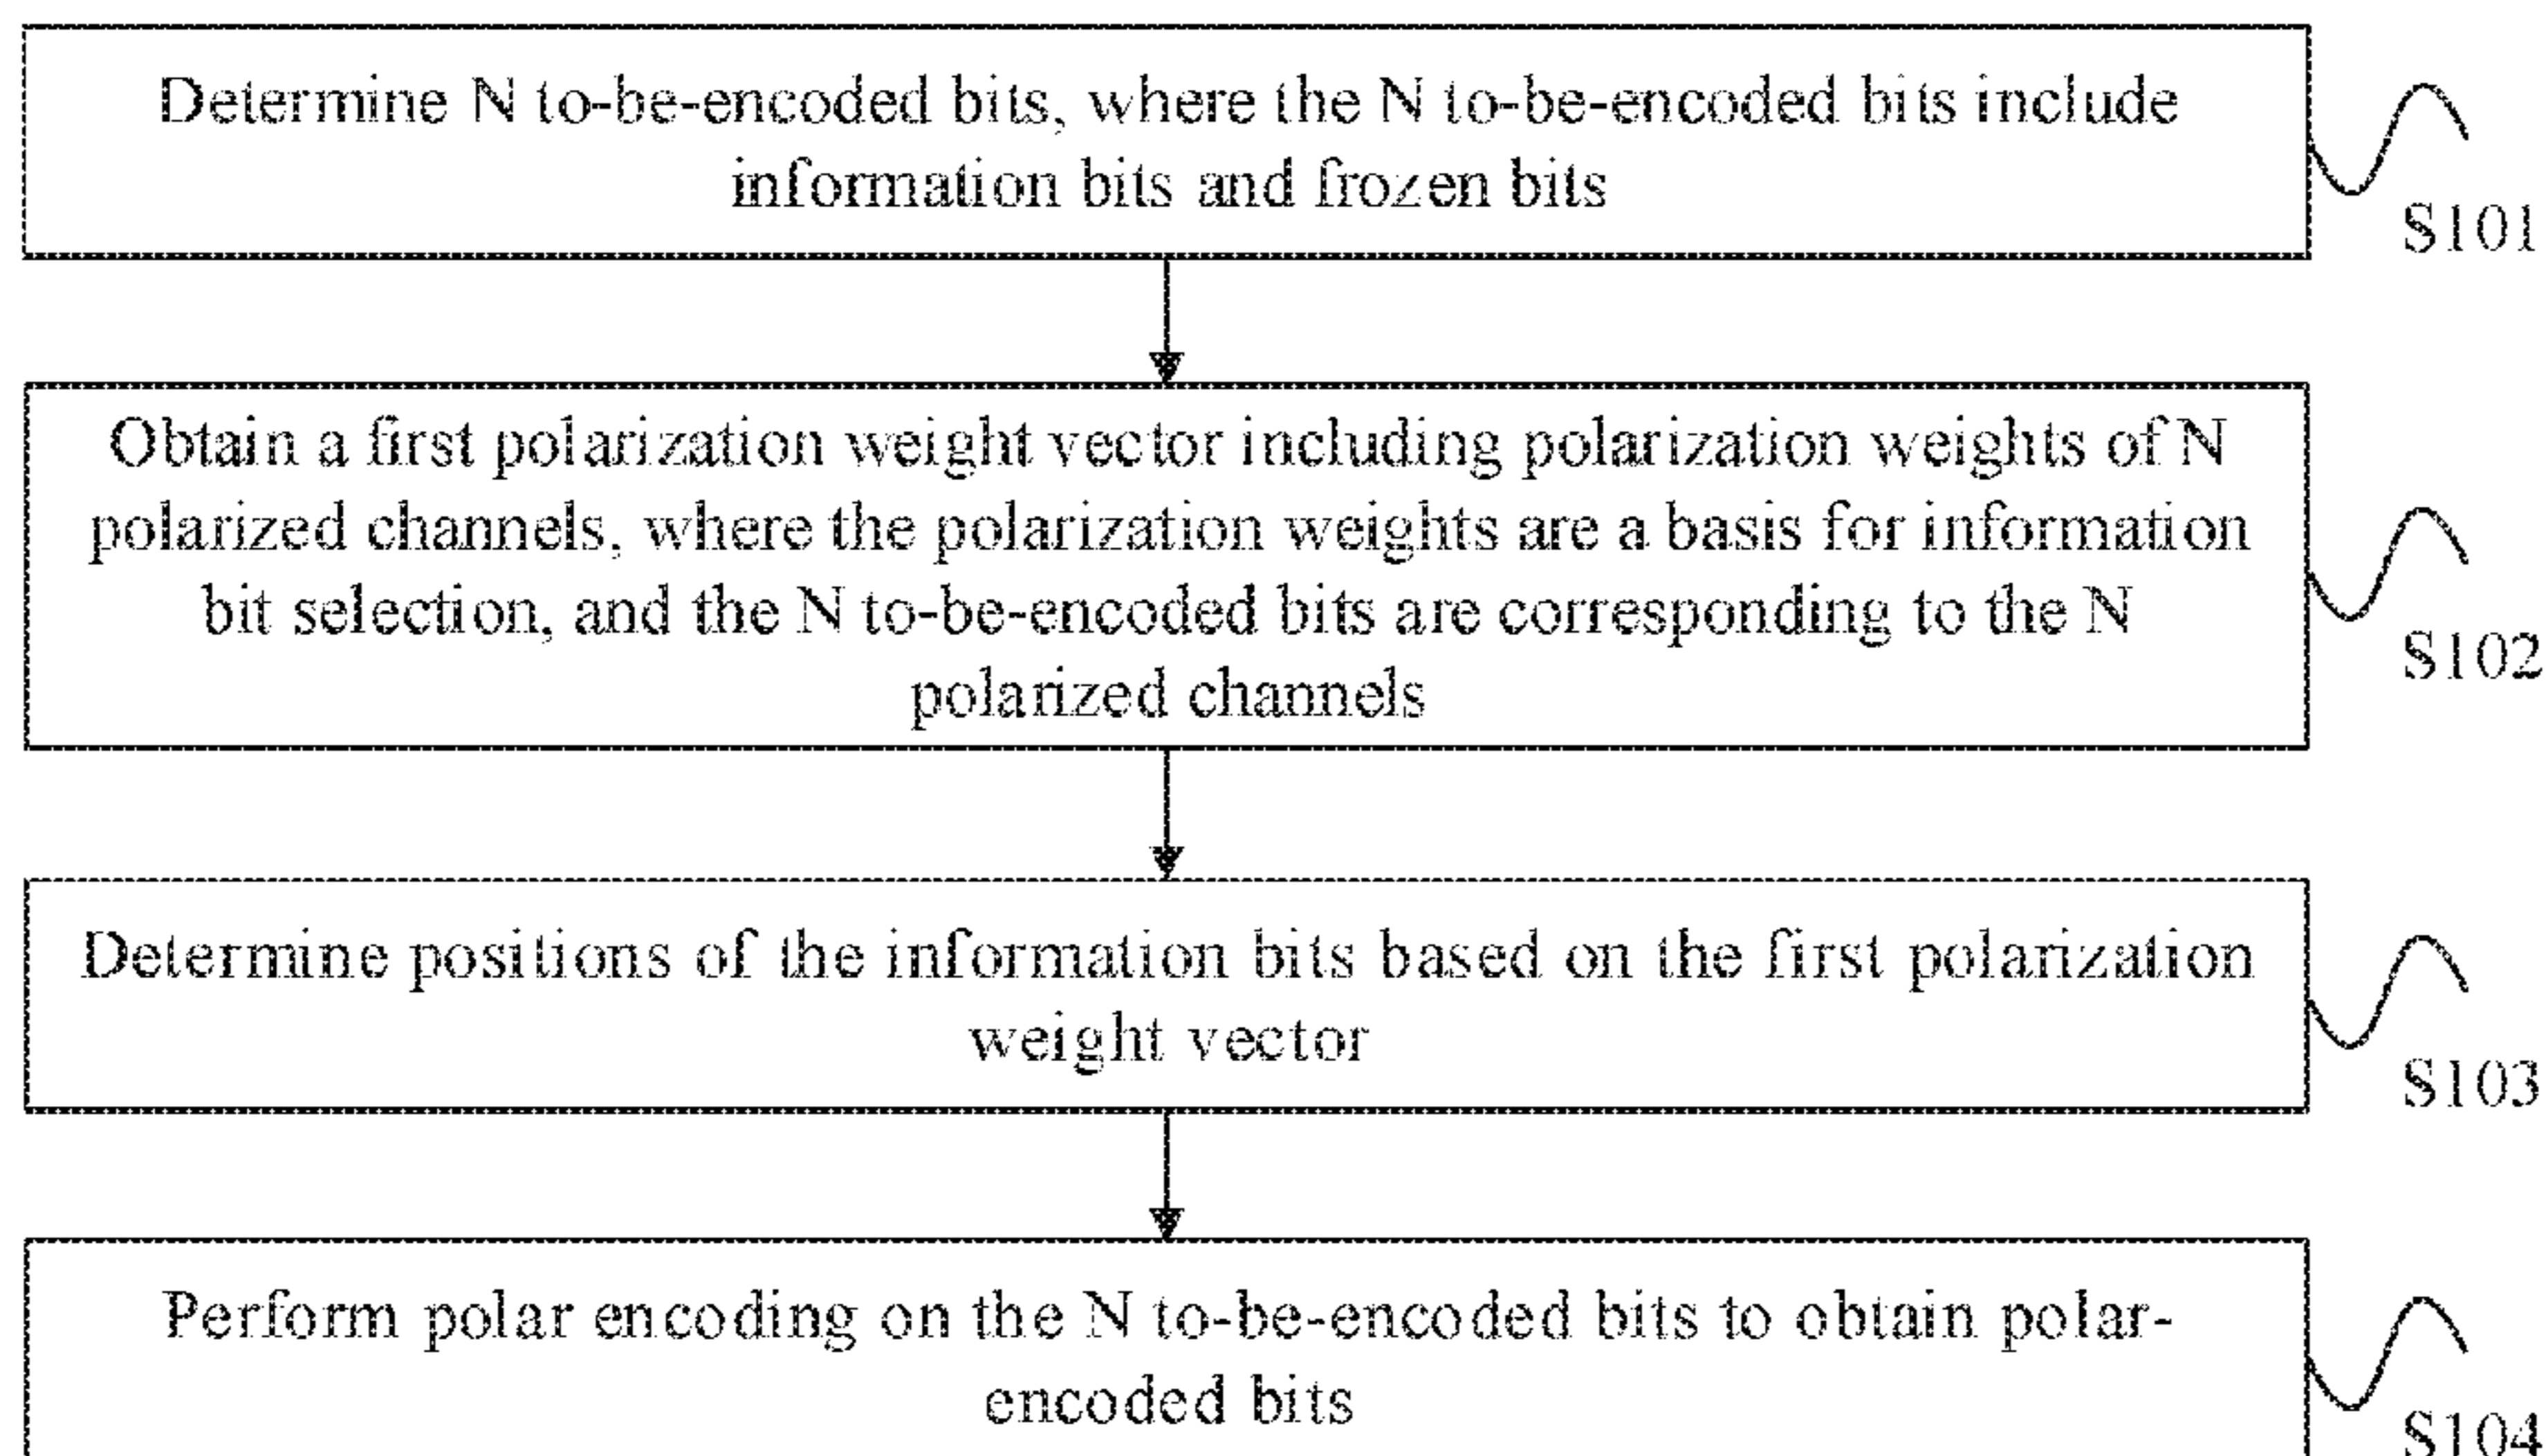 Determine N to-be-encoded bits, where the N to-be-encoded bits include
information bits and frozen bits
S101
Obtain a first polarization weight vector including polarization weights of N
polarized channels, where the polarization weights are a basis for information
bit selection, and the N to-be-encoded bits are corresponding to the N
polarized channels
S102
Determine positions of the information bits based on the first polarization
weight vector
S103
Perform polar encoding on the N to-be-encoded bits to obtain polar-
encoded bits
S104